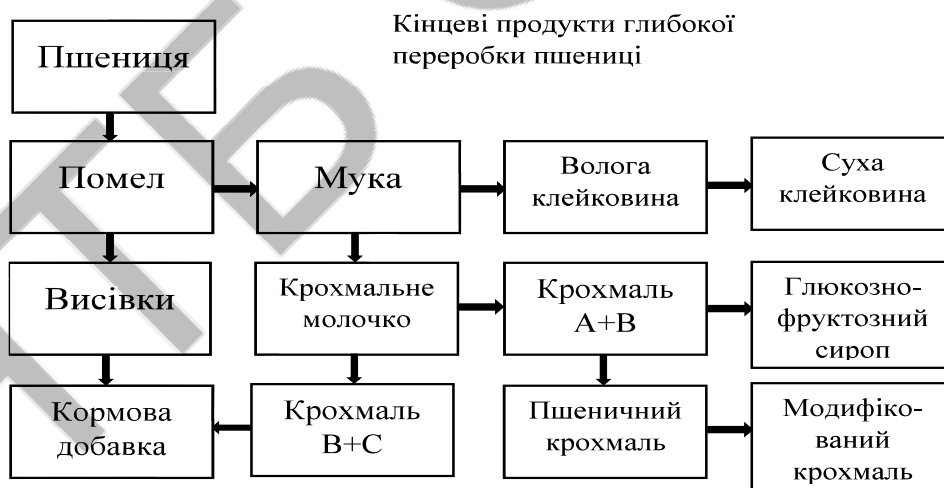 Кінцеві продукти глибокої
переробки пшениці
Пшениця
Помел
Мука
Волога
клейковина
Суха
клейковина
Висівки
Крохмальне
молочко
Крохмаль
А+В
Глюкозно-
фруктозний
сироп
Кормова
добавка
Крохмаль
В+С
Пшеничний
крохмаль
Модифіко-
ваний
крохмаль